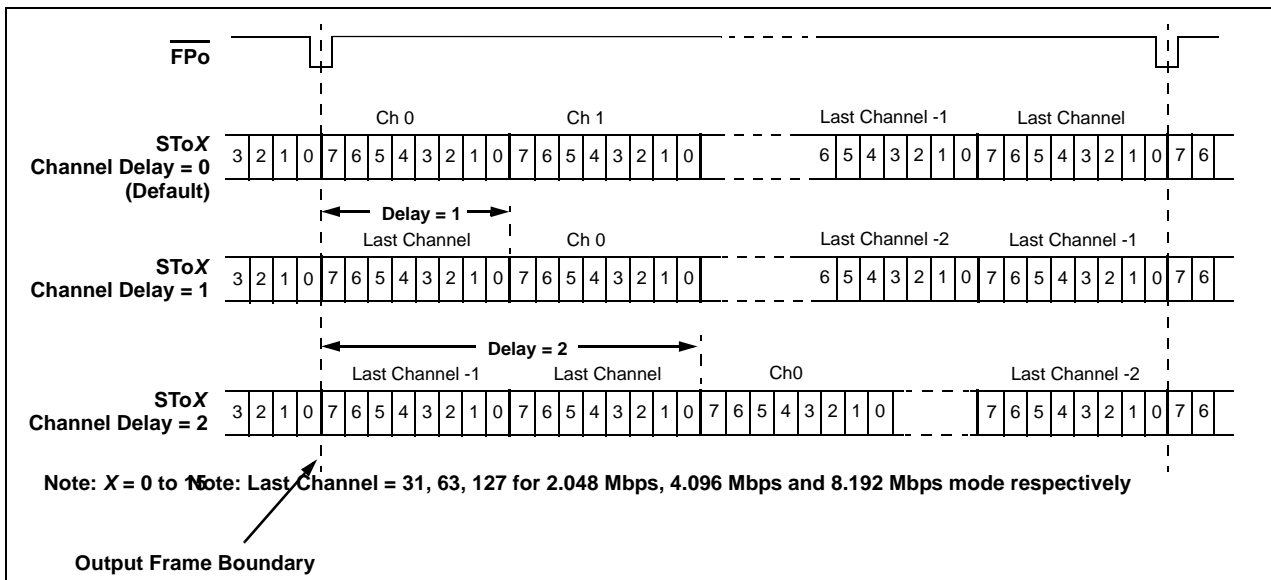 FPo
Ch 0 Ch 1 Last Channel -1 Last Channel
SToX
Channel Delay = 0
(Default)
3 2 1 0 7 6 5 4 3 2 1 0 7 6 5 4 3 2 1 0 6 5 4 3 2 1 0 7 6 5 4 3 2 1 0 7 6
Delay = 1
Last Channel Ch 0 Last Channel -2 Last Channel -1
SToX
Channel Delay = 1
3 2 1 0 7 6 5 4 3 2 1 0 7 6 5 4 3 2 1 0 6 5 4 3 2 1 0 7 6 5 4 3 2 1 0 7 6
Delay = 2
Last Channel -1 Last Channel Ch0 Last Channel -2
SToX
Channel Delay = 2
3 2 1 0 7 6 5 4 3 2 1 0 7 6 5 4 3 2 1 0 7 6 5 4 3 2 1 0 7 6 5 4 3 2 1 0 7 6
Note: X = 0 to 15 Note: Last Channel = 31, 63, 127 for 2.048 Mbps, 4.096 Mbps and 8.192 Mbps mode respectively
Output Frame Boundary